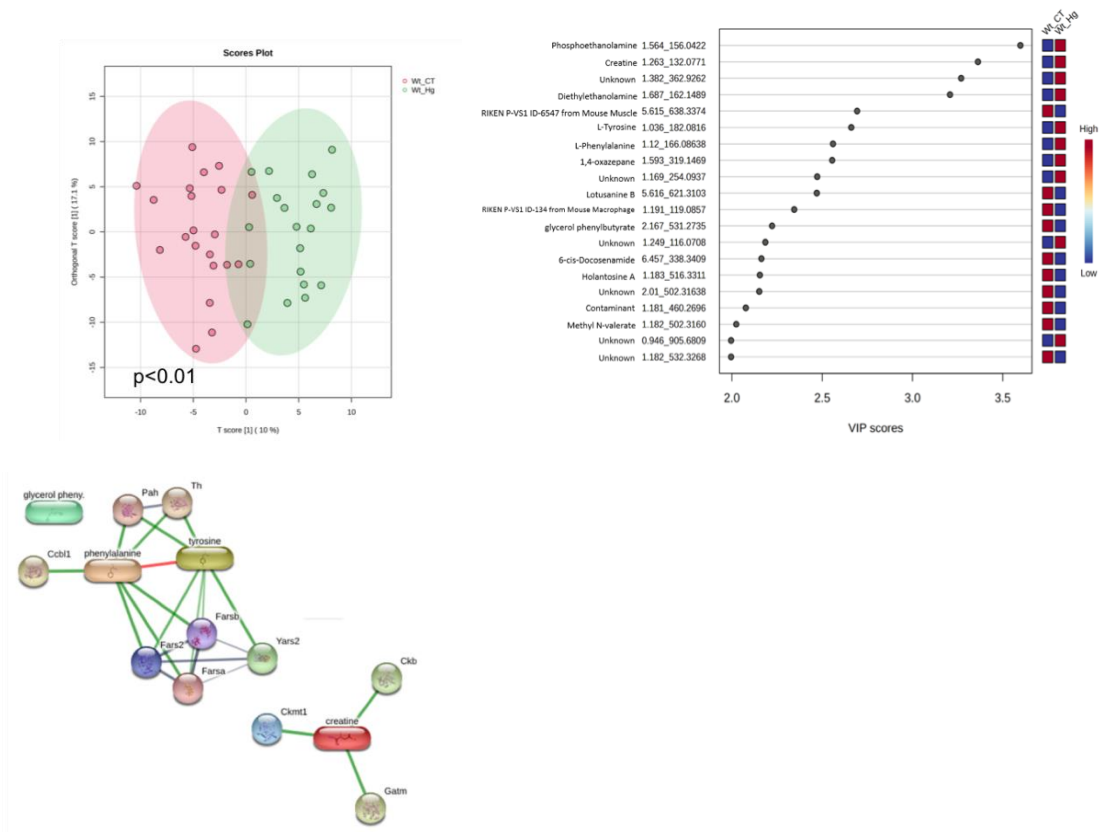 Scores Plot
Wt_CT
Wt_Hg
Orthogonal T score [1] ( 17.1 %)
15
10
5
0
-5
-10
-15
p<0.01
-10
-5
0
5
10
T score [1] ( 10 %)
Wt_CT
Wt_Hg
Phosphoethanolamine 1.564_156.0422
Creatine 1.263_132.0771
Unknown 1.382_362.9262
Diethylethanolamine 1.687_162.1489
RIKEN P-VS1 ID-6547 from Mouse Muscle 5.615_638.3374
L-Tyrosine 1.036_182.0816
L-Phenylalanine 1.12_166.08638
1,4-oxazepane 1.593_319.1469
Unknown 1.169_254.0937
Lotusanine B 5.616_621.3103
RIKEN P-VS1 ID-134 from Mouse Macrophage 1.191_119.0857
glycerol phenylbutyrate 2.167_531.2735
Unknown 1.249_116.0708
6-cis-Docosenamide 6.457_338.3409
Holantosine A 1.183_516.3311
Unknown 2.01_502.31638
Contaminant 1.181_460.2696
Methyl N-valerate 1.182_502.3160
Unknown 0.946_905.6809
Unknown 1.182_532.3268
2.0
2.5
3.0
3.5
VIP scores
High
Low
glycerol pheny.
Pah
Th
Ccbl1
phenylalanine
tyrosine
Farsb
Fars2
Yars2
Farsa
Ckb
Ckmt1
creatine
Gatm